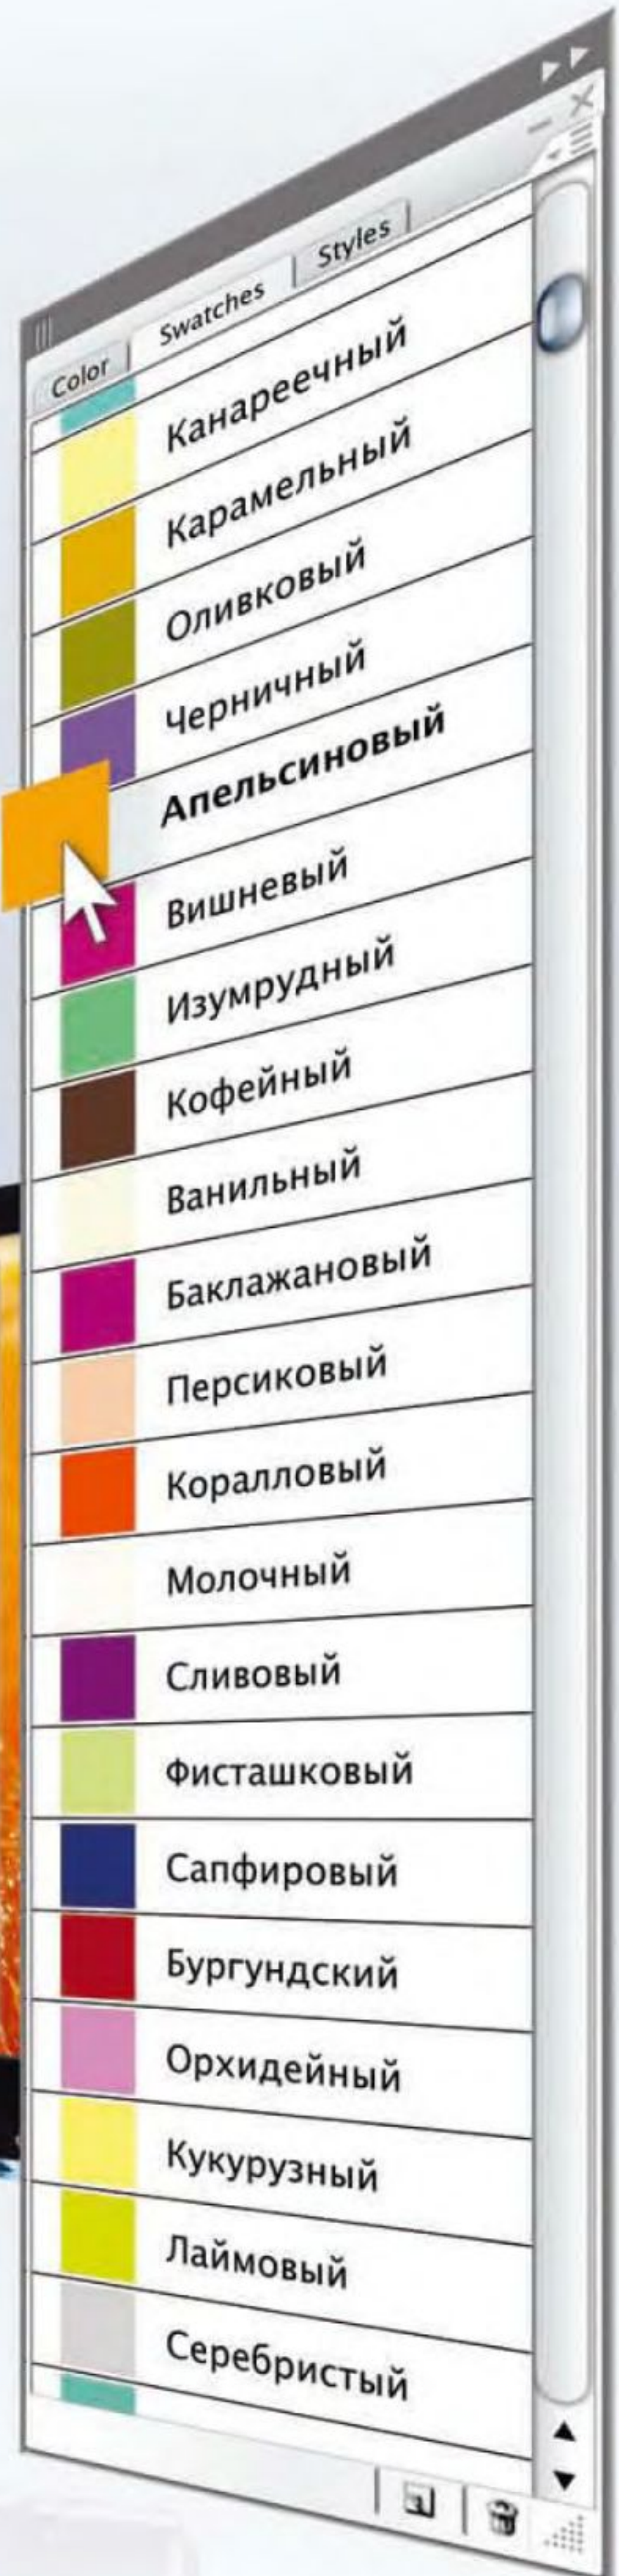 Color
Swatches
Styles
Канареечный
Карамельный
Оливковый
Черничный
Апельсиновый
Вишневый
Изумрудный
Кофейный
Ванильный
Баклажановый
Персиковый
Коралловый
Молочный
Сливовый
Фисташковый
Сапфировый
Бургундский
Орхидейный
Кукурузный
Лаймовый
Серебристый